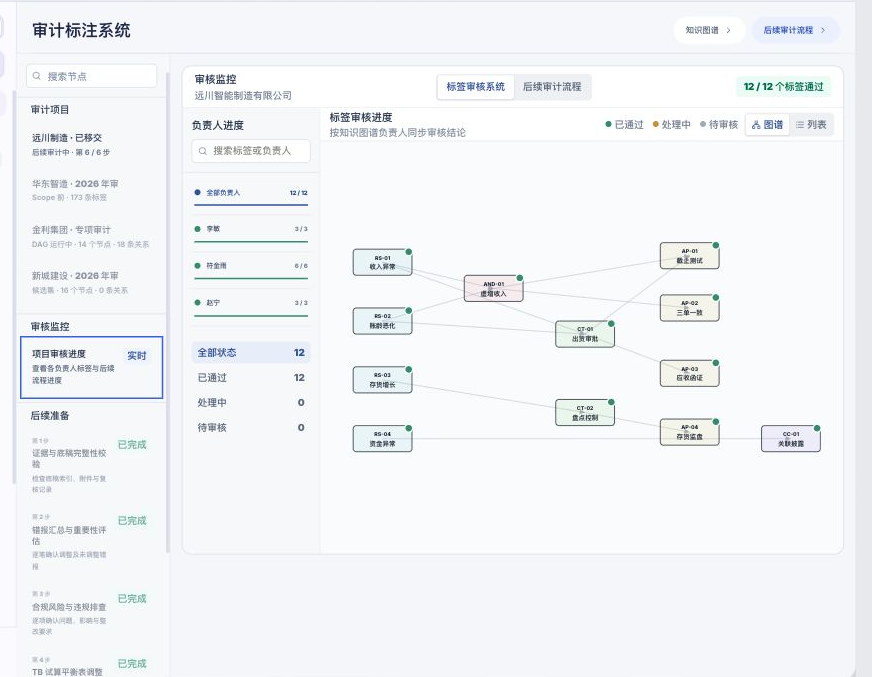 审计标注系统
知识图谱
后续审计流程
搜索节点
审计项目
远川制造 · 已移交
后续审计中 · 第 6 / 6 步
华东智造 · 2026 年审
Scope 前 · 173 条标签
金利集团 · 专项审计
DAG 运行中 · 14 个节点 · 18 条关系
新城建设 · 2026 年审
候选集 · 16 个节点 · 0 条关系
审核监控
项目审核进度
实时
查看各负责人标签与后续
流程进度
后续准备
第 1 步
已完成
证据与底稿完整性校
验
检查底稿索引、附件与复
核记录
第 2 步
已完成
错报汇总与重要性评
估
逐笔确认调整及未调整错
报
第 3 步
已完成
合规风险与违规排查
逐项确认问题、影响与整
改要求
第 4 步
已完成
TB 试算平衡表调整
审核监控
远川智能制造有限公司
标签审核系统
后续审计流程
12 / 12 个标签通过
负责人进度
搜索标签或负责人
全部负责人
12 / 12
李敏
3 / 3
符金雨
6 / 6
赵宁
3 / 3
全部状态
12
已通过
12
处理中
0
待审核
0
标签审核进度
按知识图谱负责人同步审核结论
已通过
处理中
待审核
图谱
列表
RS-01
收入异常
RS-02
账龄恶化
RS-03
存货增长
RS-04
资金异常
AND-01
虚增收入
CT-01
出货审批
CT-02
盘点控制
AP-01
截止测试
AP-02
三单一致
AP-03
应收函证
AP-04
存货监盘
CC-01
关联披露